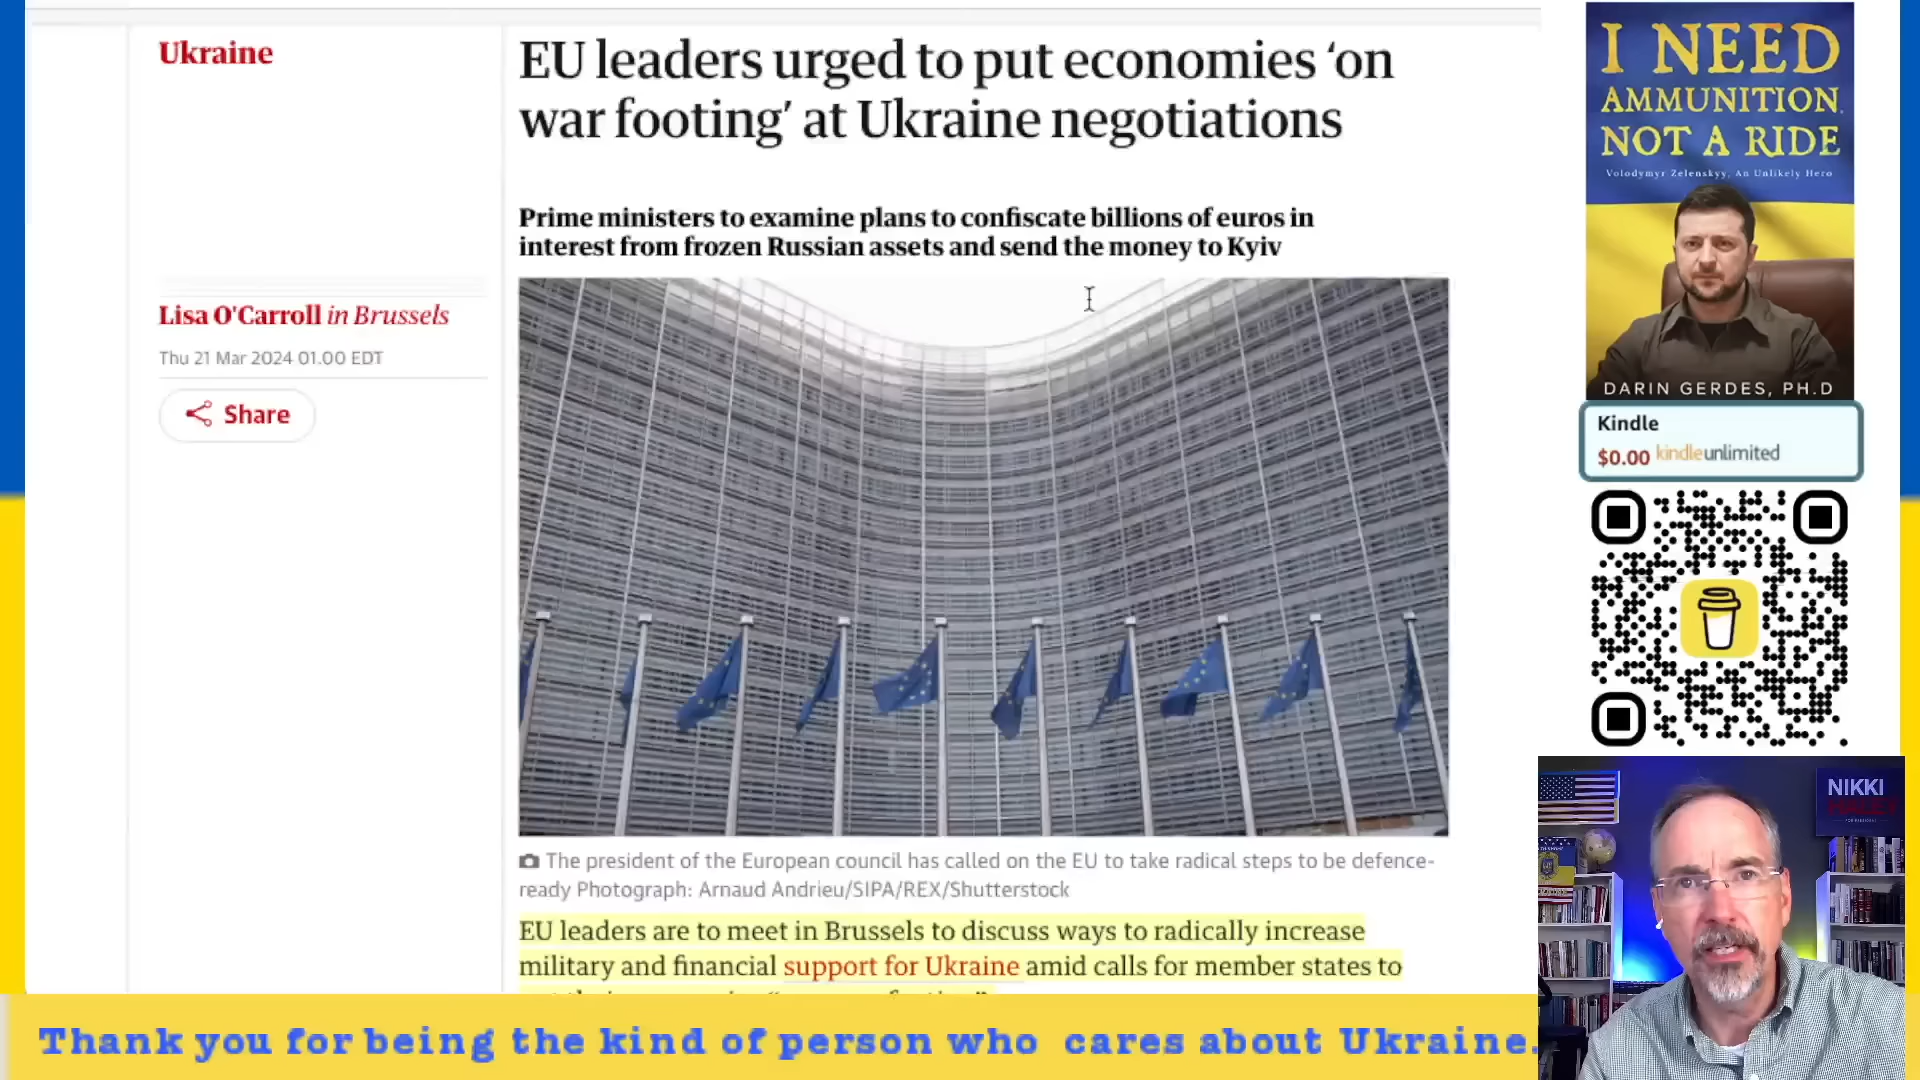 Ukraine
EU leaders urged to put economies ‘on
war footing’ at Ukraine negotiations
Prime ministers to examine plans to confiscate billions of euros in
interest from frozen Russian assets and send the money to Kyiv
Lisa O'Carroll in Brussels
Thu 21 Mar 2024 01.00 EDT
Share
The president of the European council has called on the EU to take radical steps to be defence-
ready Photograph: Arnaud Andrieu/SIPA/REX/Shutterstock
EU leaders are to meet in Brussels to discuss ways to radically increase
military and financial support for Ukraine amid calls for member states to
I NEED
AMMUNITION,
NOT A RIDE
Volodymyr Zelenskyy, An Unlikely Hero
DARIN GERDES, PH.D
Kindle
$0.00 kindleunlimited
NIKKI
HALEY
Thank you for being the kind of person who cares about Ukraine.